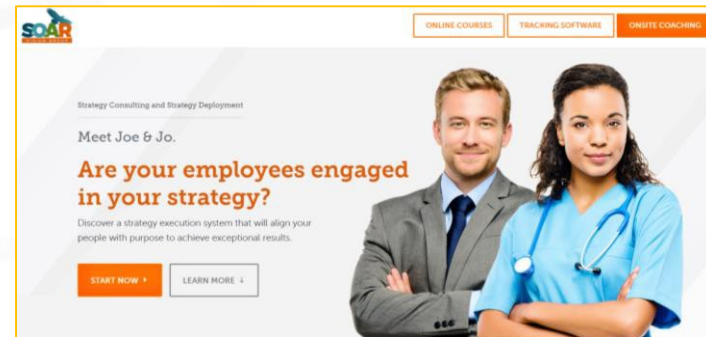 SOAR
VISION GROUP
ONLINE COURSES
TRACKING SOFTWARE
ONSITE COACHING
Strategy Consulting and Strategy Deployment
Meet Joe & Jo.
Are your employees engaged
in your strategy?
Discover a strategy execution system that will align your
people with purpose to achieve exceptional results.
START NOW
LEARN MORE ↓